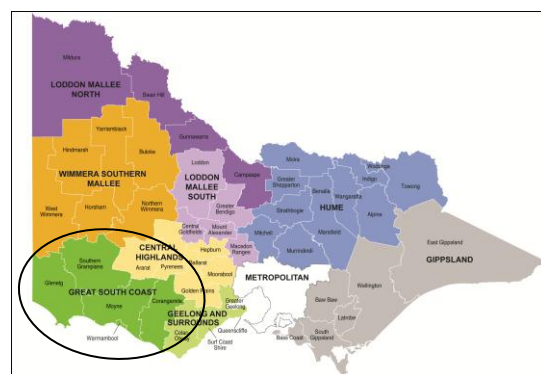 Mildura
LODDON MALLEE
NORTH
Swan Hill
Gannawarra
Yarriambiack
Hindmarsh
Buloke
WIMMERA SOUTHERN
MALLEE
West
Wimmera
Horsham
Northern
Wimmera
Loddon
LODDON
MALLEE
SOUTH
Campaspe
Greater
Bendigo
Central
Goldfields
Mount
Alexander
Macedon
Ranges
Moira
Greater
Shepparton
Wodonga
Indigo
Towong
Benalla
Wangaratta
Strathbogie
HUME
Alpine
Mitchell
Mansfield
Murrindindi
East Gippsland
GIPPSLAND
Wellington
Baw Baw
Latrobe
South
Gippsland
Bass Coast
METROPOLITAN
CENTRAL
HIGHLANDS
Hepburn
Ballarat
Ararat
Pyrenees
Moorabool
Golden Plains
Greater
Geelong
GEELONG AND
SURROUNDS
Queenscliffe
Surf Coast
Shire
Colac
Otway
Southern
Grampians
Glenelg
GREAT SOUTH COAST
Corangamite
Moyne
Warrnambool